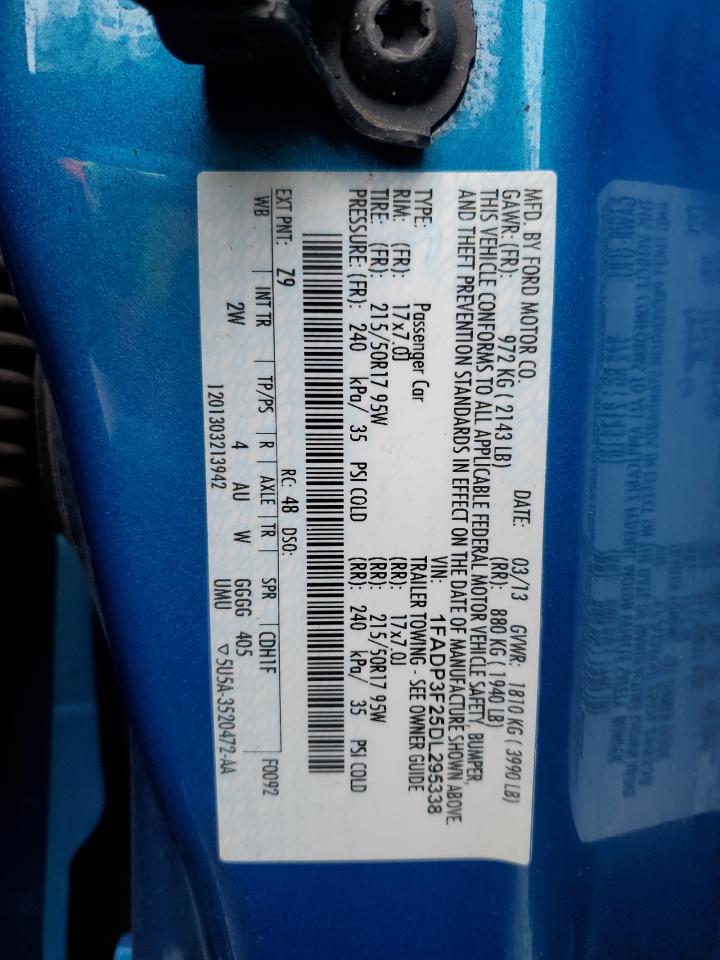 MFD. BY FORD MOTOR CO.
DATE: 03/13 GVWR: 1810 KG ( 3990 LB)
GAWR: (FR): 972 KG ( 2143 LB) (RR): 880 KG ( 1940 LB)
THIS VEHICLE CONFORMS TO ALL APPLICABLE FEDERAL MOTOR VEHICLE SAFETY, BUMPER,
AND THEFT PREVENTION STANDARDS IN EFFECT ON THE DATE OF MANUFACTURE SHOWN ABOVE.
VIN: 1FADP3F25DL295338
TYPE: Passenger Car TRAILER TOWING - SEE OWNER GUIDE
RIM: (FR): 17x7.0J (RR): 17x7.0J
TIRE: (FR): 215/50R17 95W (RR): 215/50R17 95W
PRESSURE: (FR): 240 kPa/ 35 PSI COLD (RR): 240 kPa/ 35 PSI COLD
EXT PNT: Z9 RC: 48 DSO: F0092
WB INT TR TP/PS R AXLE TR SPR CDH1F
2W 4 AU W GGGG 405
UMU
1201303213942 ▽5U5A-3520472-AA